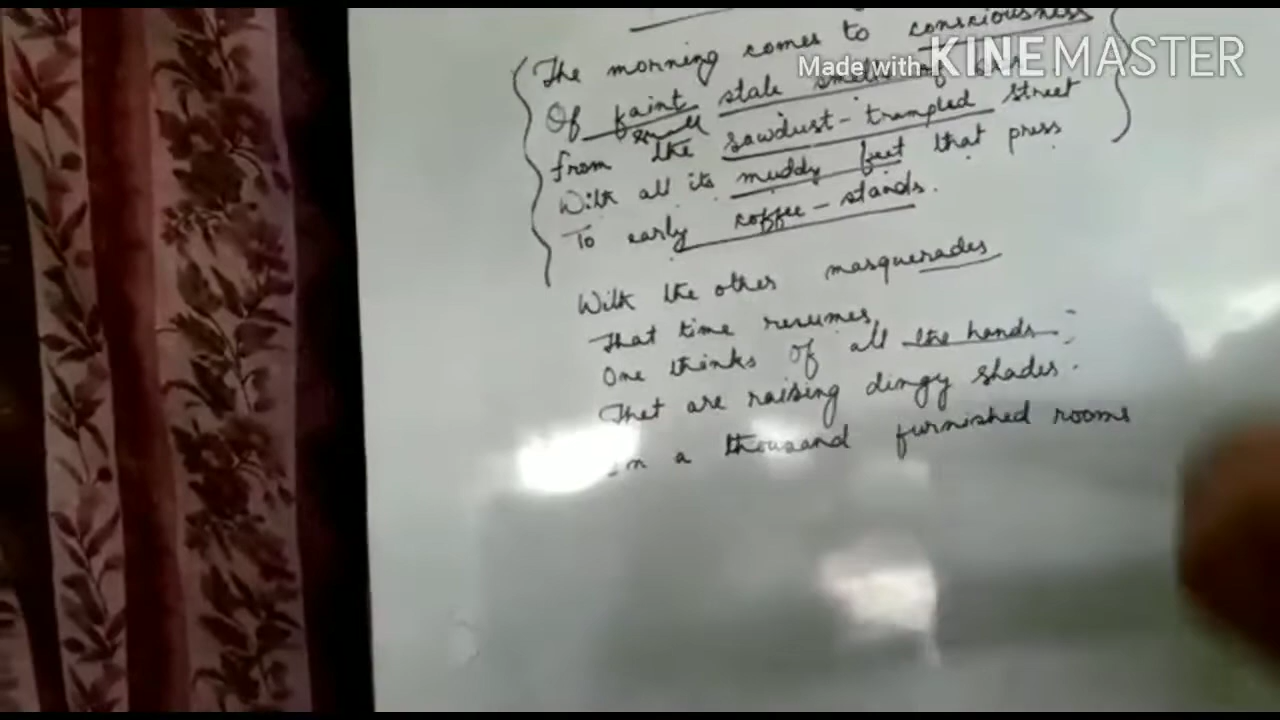 The morning comes to consciousness
Made with KINEMASTER
Of faint stale smells of
small
from the sawdust-trampled street
With all its muddy feet that press
To early coffee-stands.
With the other masquerades
That time resumes,
One thinks of all the hands
That are raising dingy shades.
In a thousand furnished rooms